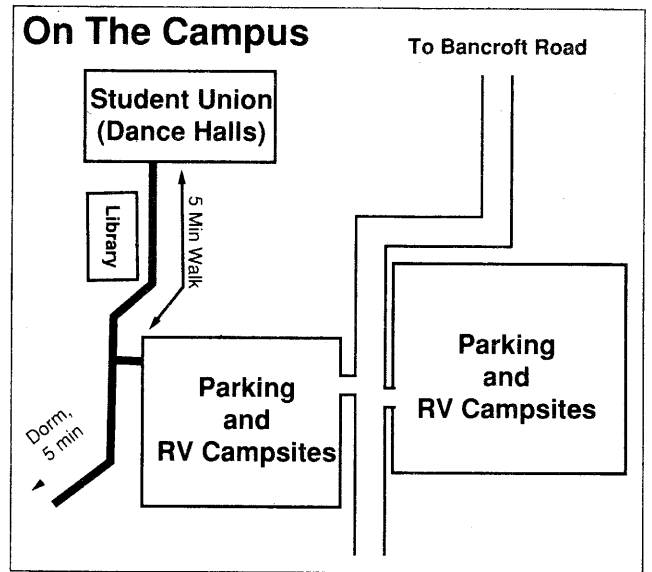 On The Campus
To Bancroft Road
Student Union
(Dance Halls)
Library
5 Min Walk
Parking
and
RV Campsites
Parking
and
RV Campsites
Dorm,
5 min